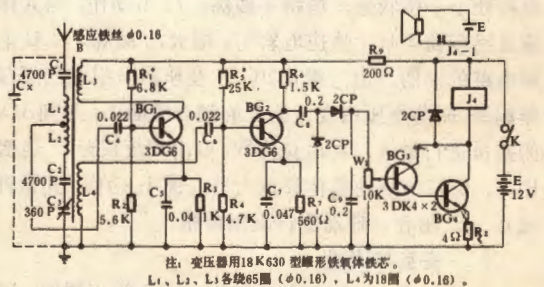 感应铁丝φ0.16
B
C₁
4700P
Cx
L₁
L₂
L₃
L₄
C₂
4700P
C₃
360P
R₁*
6.8K
0.022
C₄
BG₁
3DG6
R₂
5.6K
C₅
0.04
R₃
1K
R₅*
25K
0.022
C₆
R₄
4.7K
R₆
1.5K
BG₂
3DG6
C₈
0.2
2CP
C₇
0.047
R₇
560Ω
C₉
0.2
W
10K
R₉
200Ω
2CP
BG₃
3DK4×2
BG₄
4Ω
J₄
J₄-1
E
K
E
12V
注：变压器用18K630型罐形铁氧体铁芯。
L₁、L₂、L₃各绕65圈（φ0.16），L₄为18圈（φ0.16）。